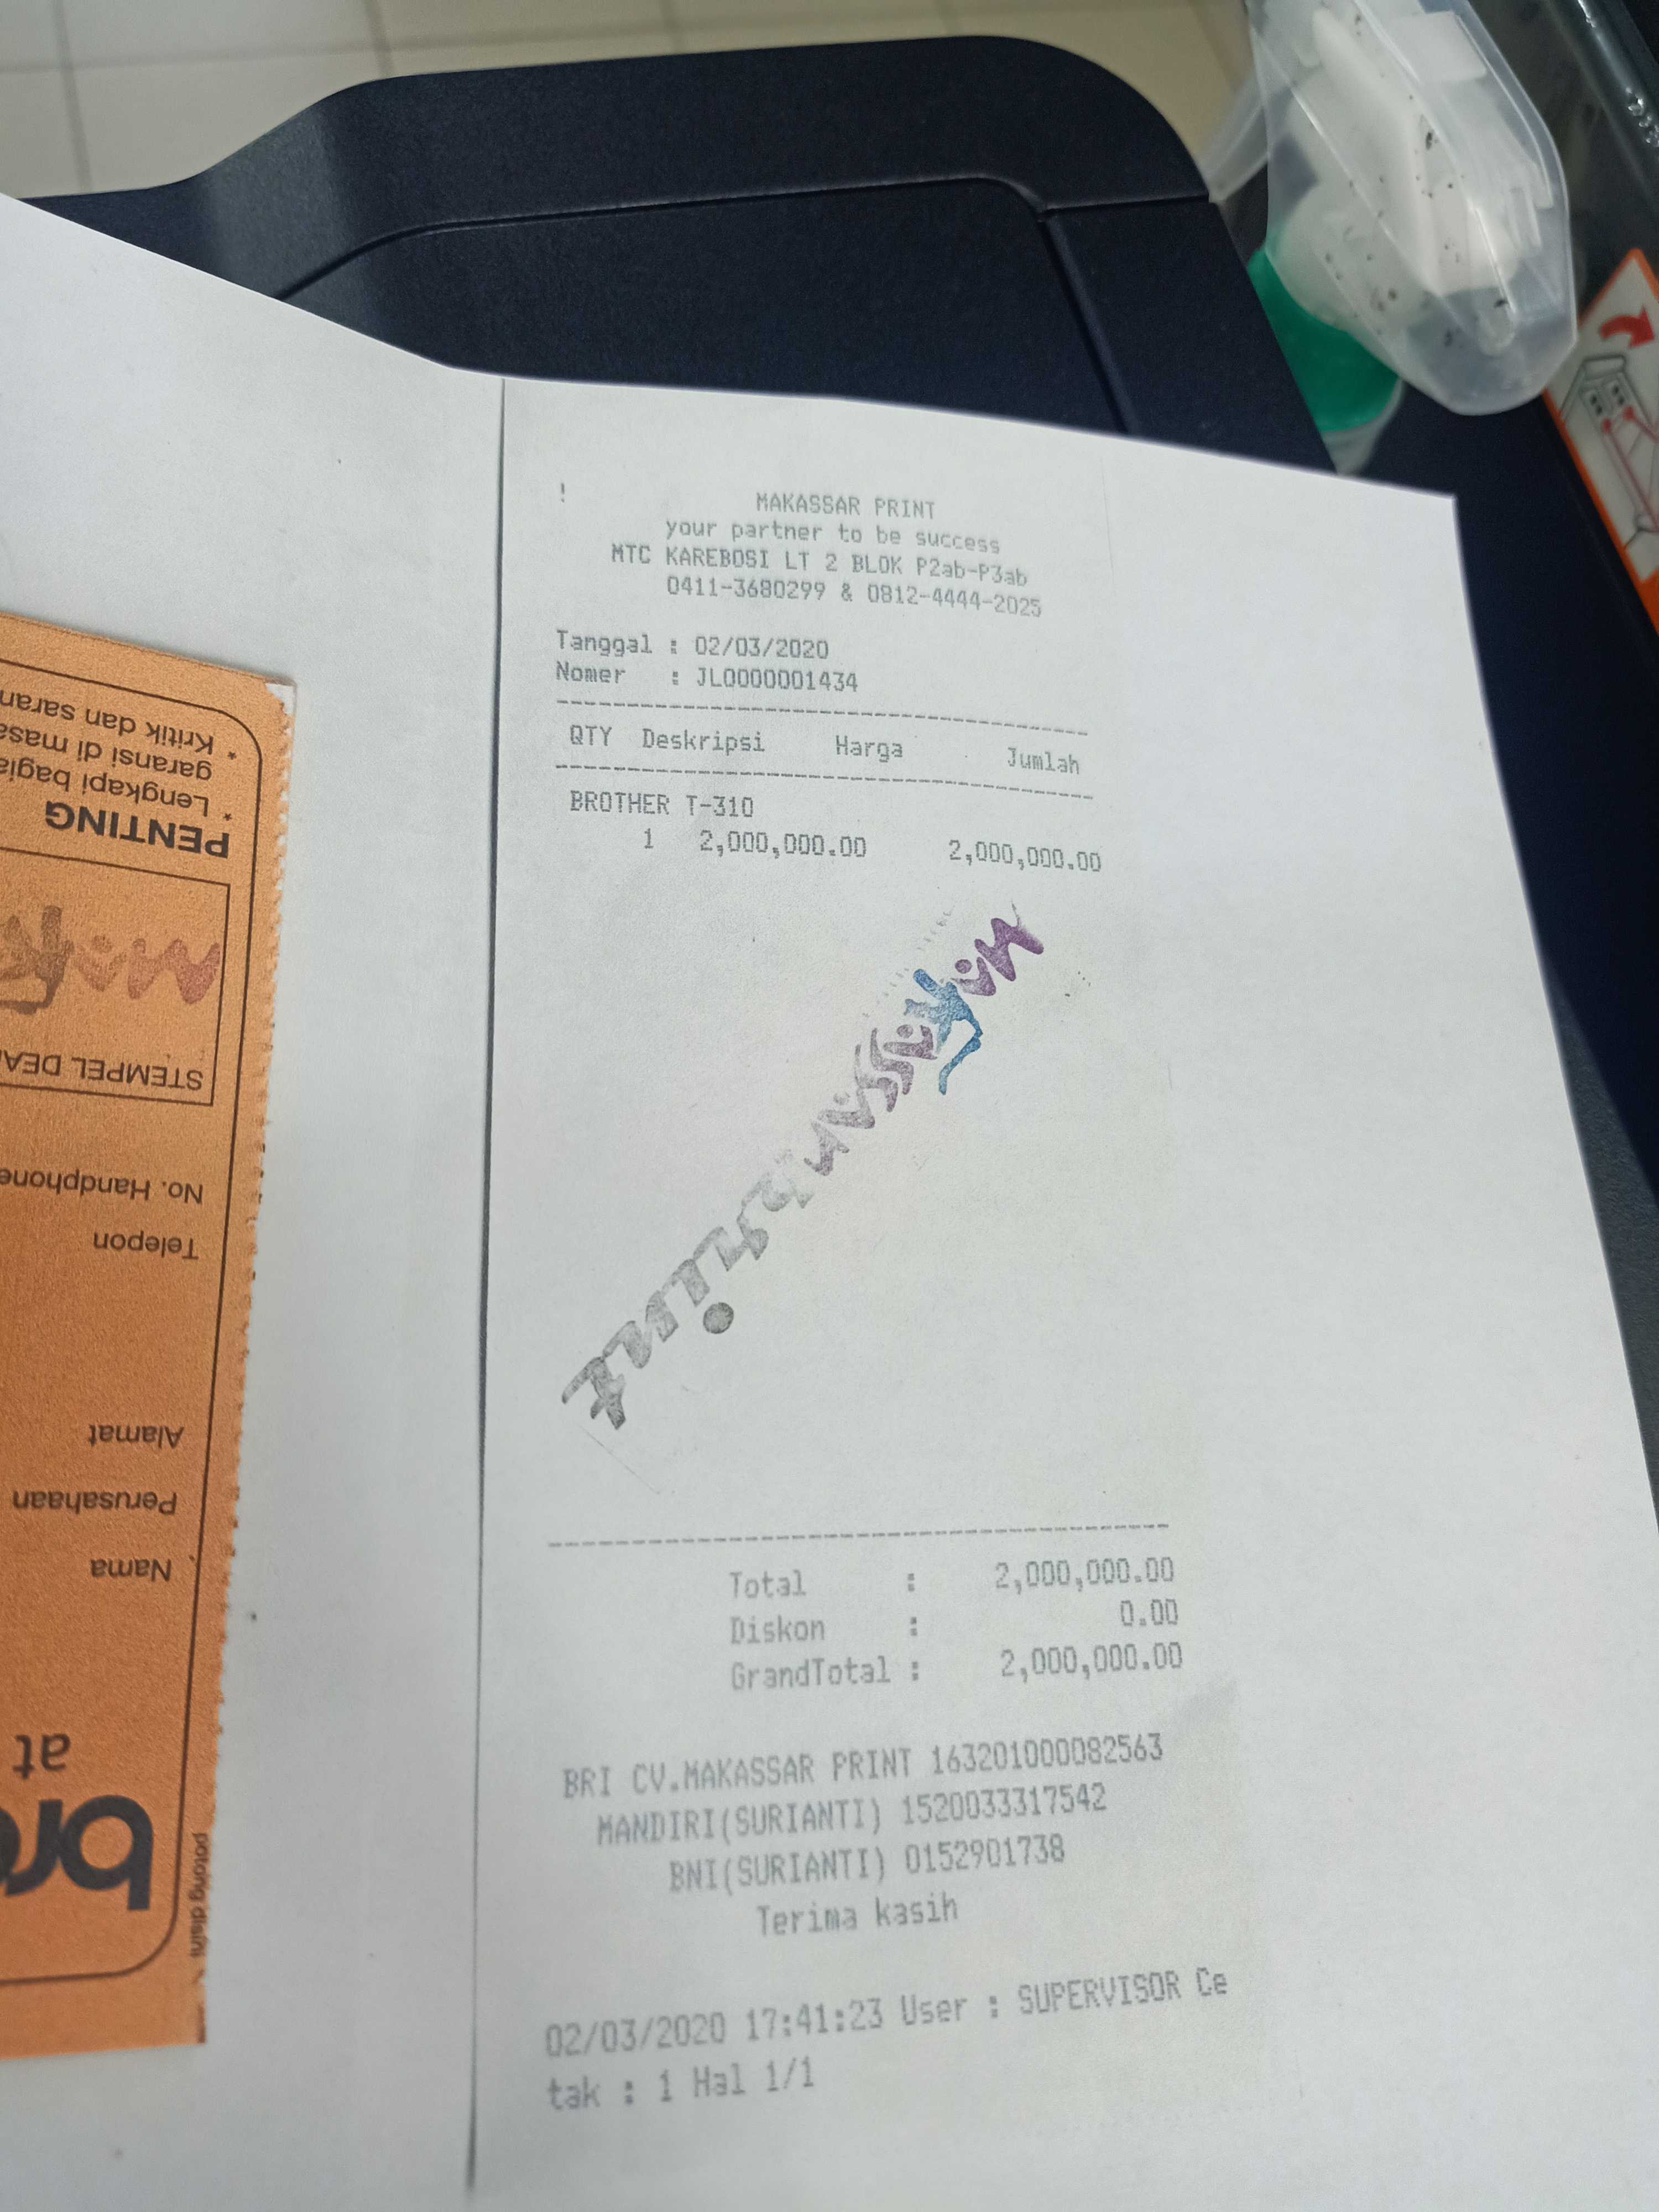 !
MAKASSAR PRINT
your partner to be success
MTC KAREBOSI LT 2 BLOK P2ab-P3ab
0411-3680299 & 0812-4444-2025
Tanggal : 02/03/2020
Nomer : JL0000001434
QTY Deskripsi Harga Jumlah
BROTHER T-310
1 2,000,000.00 2,000,000.00
Makassar print
Total : 2,000,000.00
Diskon : 0.00
GrandTotal : 2,000,000.00
BRI CV.MAKASSAR PRINT 163201000082563
MANDIRI(SURIANTI) 1520033317542
BNI(SURIANTI) 0152901738
Terima kasih
02/03/2020 17:41:23 User : SUPERVISOR Ce
tak : 1 Hal 1/1
potong disini
at
Nama
Perusahaan
Alamat
Telepon
No. Handphone
STEMPEL
PENTING
* Lengkapi
garansi di
* Kritik dan saran